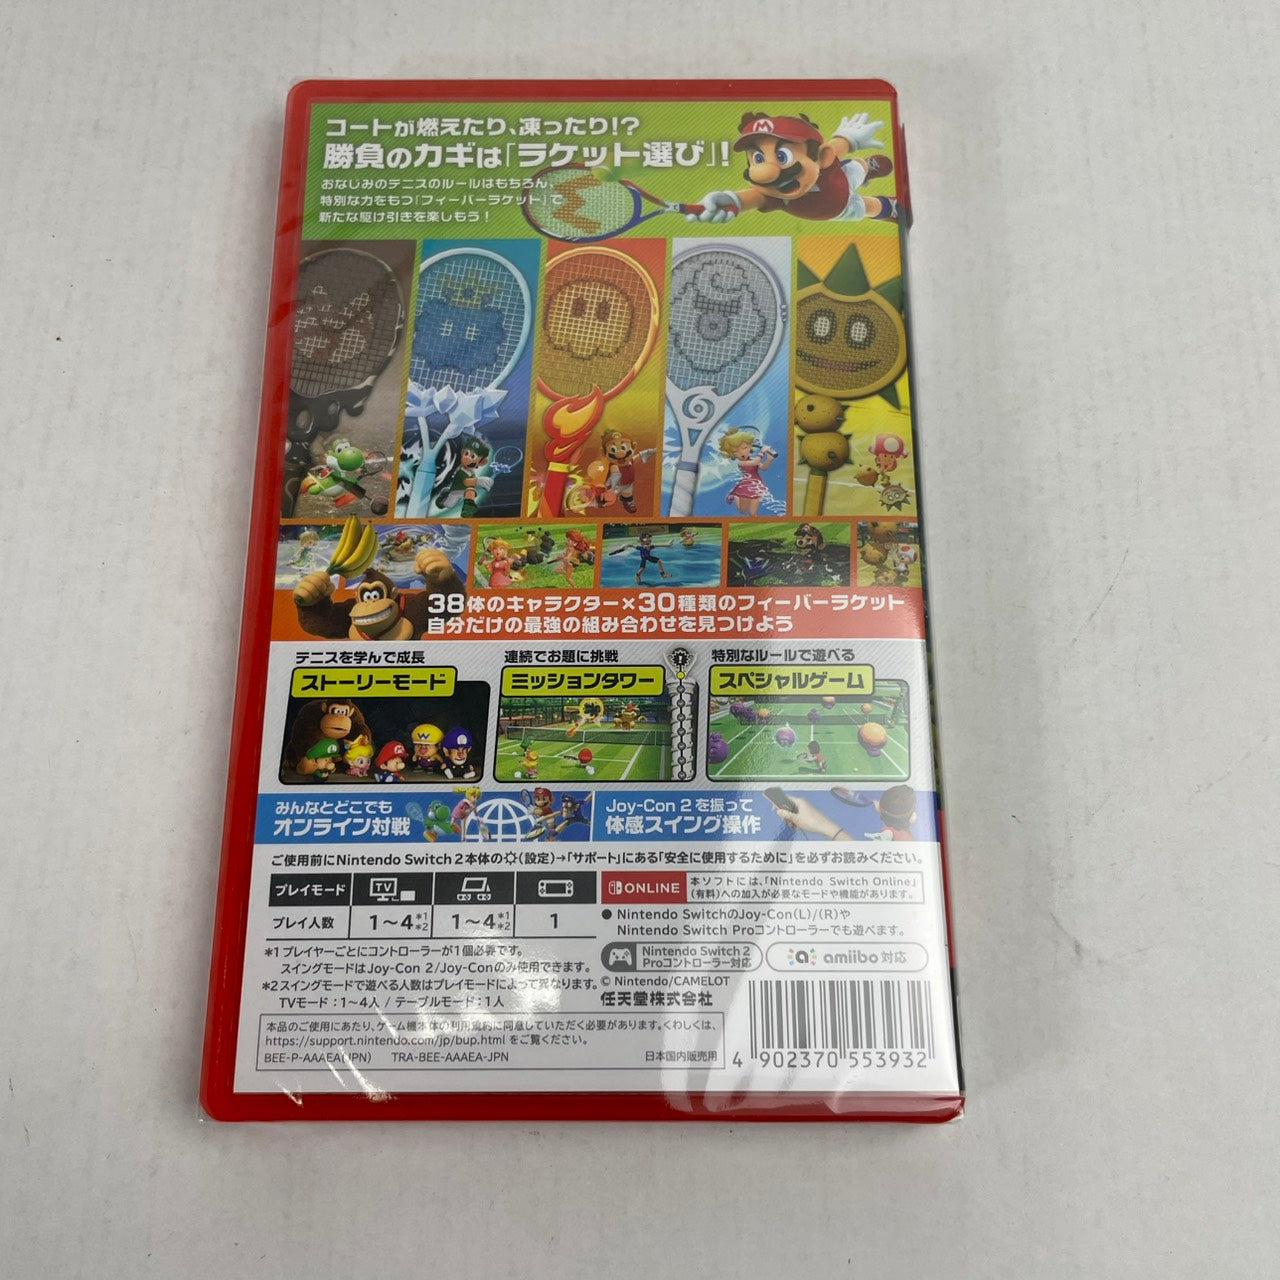 コートが燃えたり、凍ったり!?
勝負のカギは「ラケット選び」!
おなじみのテニスのルールはもちろん、
特別な力をもつ「フィーバーラケット」で
新たな駆け引きを楽しもう!
38体のキャラクター×30種類のフィーバーラケット
自分だけの最強の組み合わせを見つけよう
テニスを学んで成長
ストーリーモード
連続でお題に挑戦
ミッションタワー
特別なルールで遊べる
スペシャルゲーム
みんなとどこでも
オンライン対戦
Joy-Con 2 を振って
体感スイング操作
ご使用前にNintendo Switch 2本体の(設定)→「サポート」にある「安全に使用するために」を必ずお読みください。
プレイモード TV
プレイ人数 1～4 *1 *2 1～4 *1 *2 1
ONLINE 本ソフトには、「Nintendo Switch Online」
(有料)への加入が必要なモードや機能があります。
● Nintendo SwitchのJoy-Con(L)/(R)や
Nintendo Switch Proコントローラーでも遊べます。
*1 プレイヤーごとにコントローラーが1個必要です。
スイングモードはJoy-Con 2/Joy-Conのみ使用できます。
*2 スイングモードで遊べる人数はプレイモードによって異なります。
TVモード:1~4人 / テーブルモード:1人
Nintendo Switch 2
Proコントローラー対応
amiibo 対応
© Nintendo/CAMELOT
任天堂株式会社
本品のご使用にあたり、ゲーム機本体の利用規約に同意していただく必要があります。くわしくは、
https://support.nintendo.com/jp/bup.html をご覧ください。
BEE-P-AAAEA(JPN) TRA-BEE-AAAEA-JPN 日本国内販売用
4 902370 553932